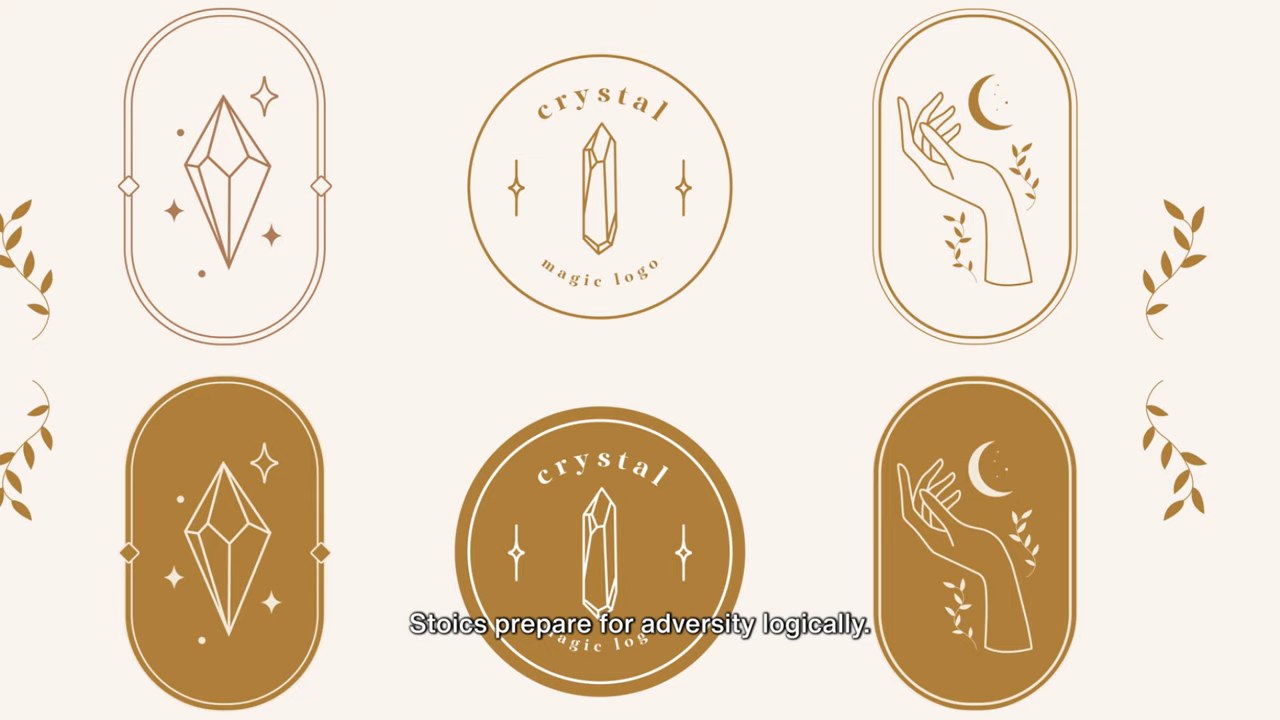 crystal
magic logo
crystal
Stoics prepare for adversity logically.